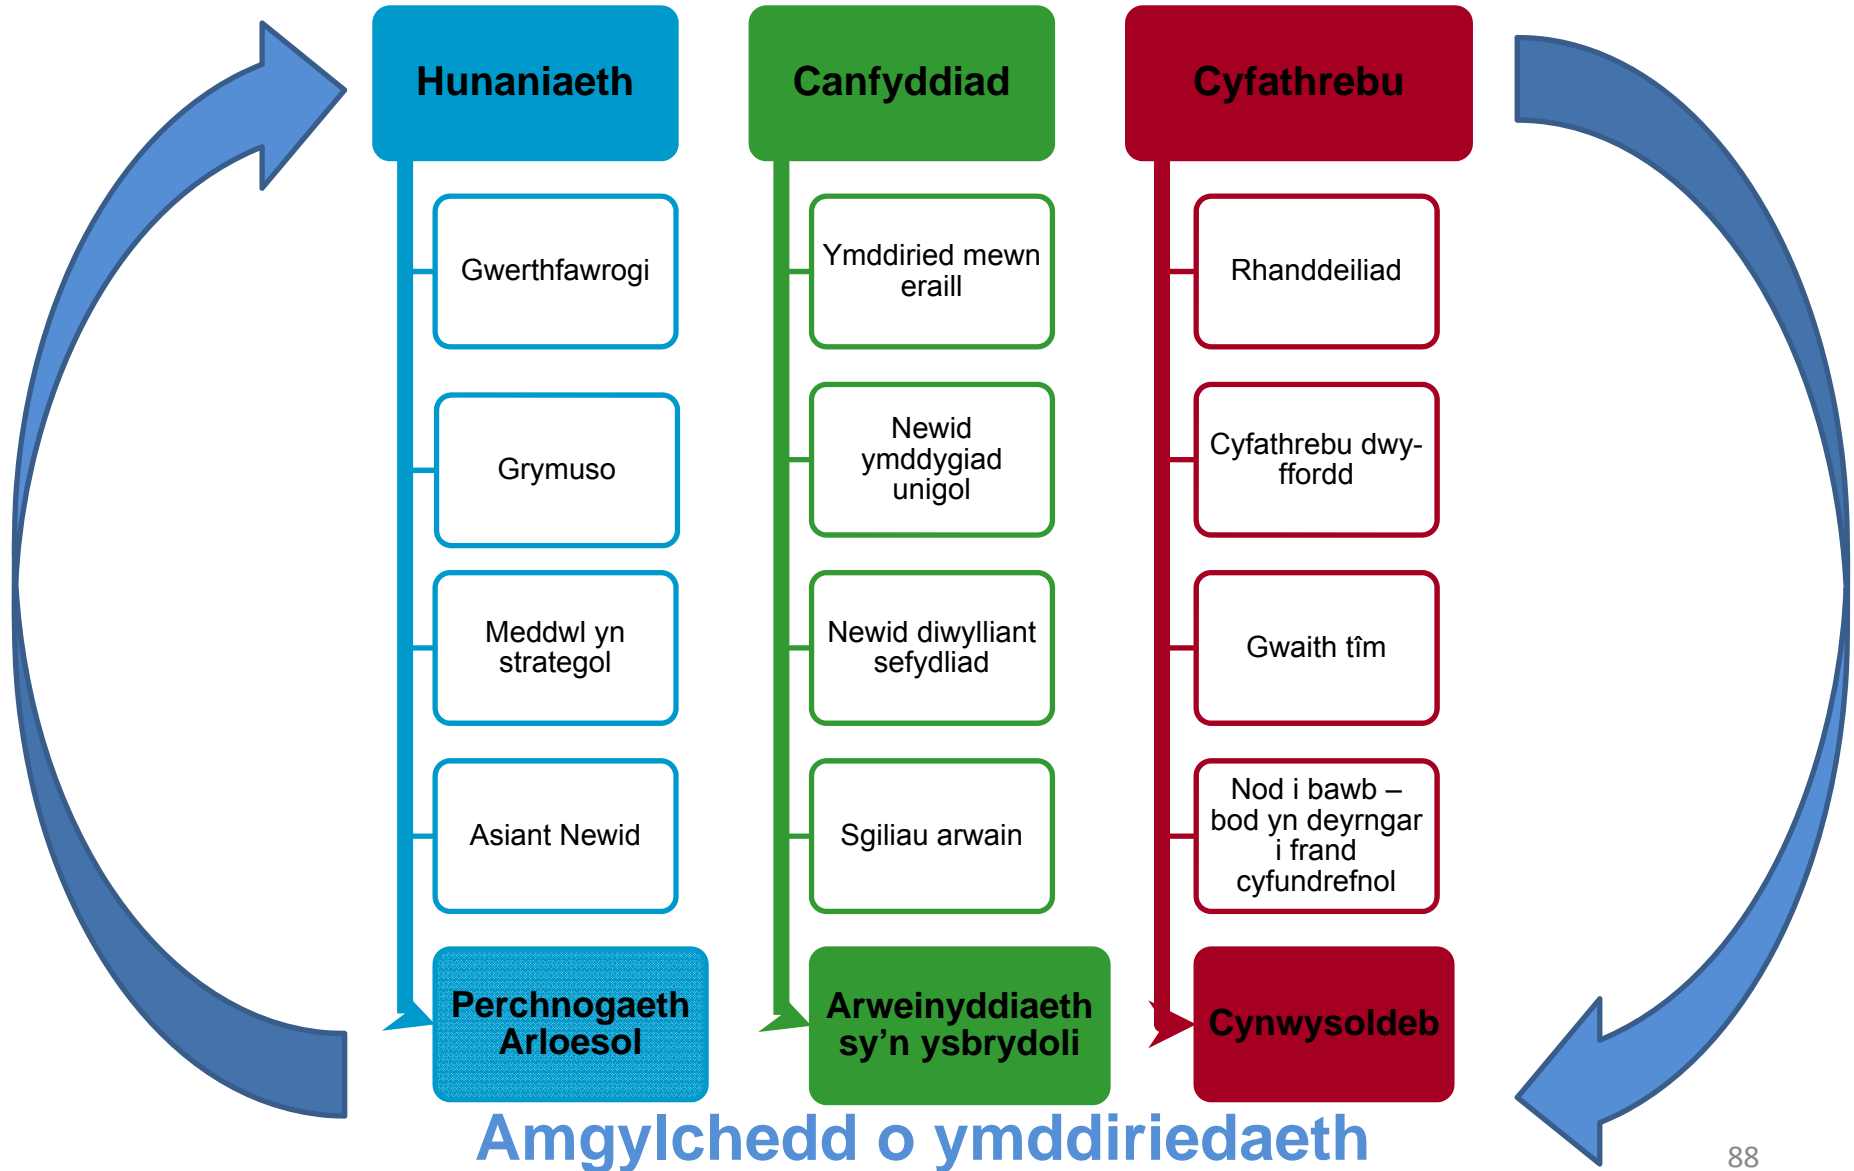 Hunaniaeth
Gwerthfawrogi
Grymuso
Meddwl yn
strategol
Asiant Newid
Perchnogaeth
Arloesol
Canfyddiad
Ymddiried mewn
eraill
Newid
ymddygiad
unigol
Newid diwylliant
sefydliad
Sgiliau arwain
Arweinyddiaeth
sy’n ysbrydoli
Cyfathrebu
Rhanddeiliad
Cyfathrebu dwy-
ffordd
Gwaith tîm
Nod i bawb –
bod yn deyrngar
i frand
cyfundrefnol
Cynwysoldeb
Amgylchedd o ymddiriedaeth
88